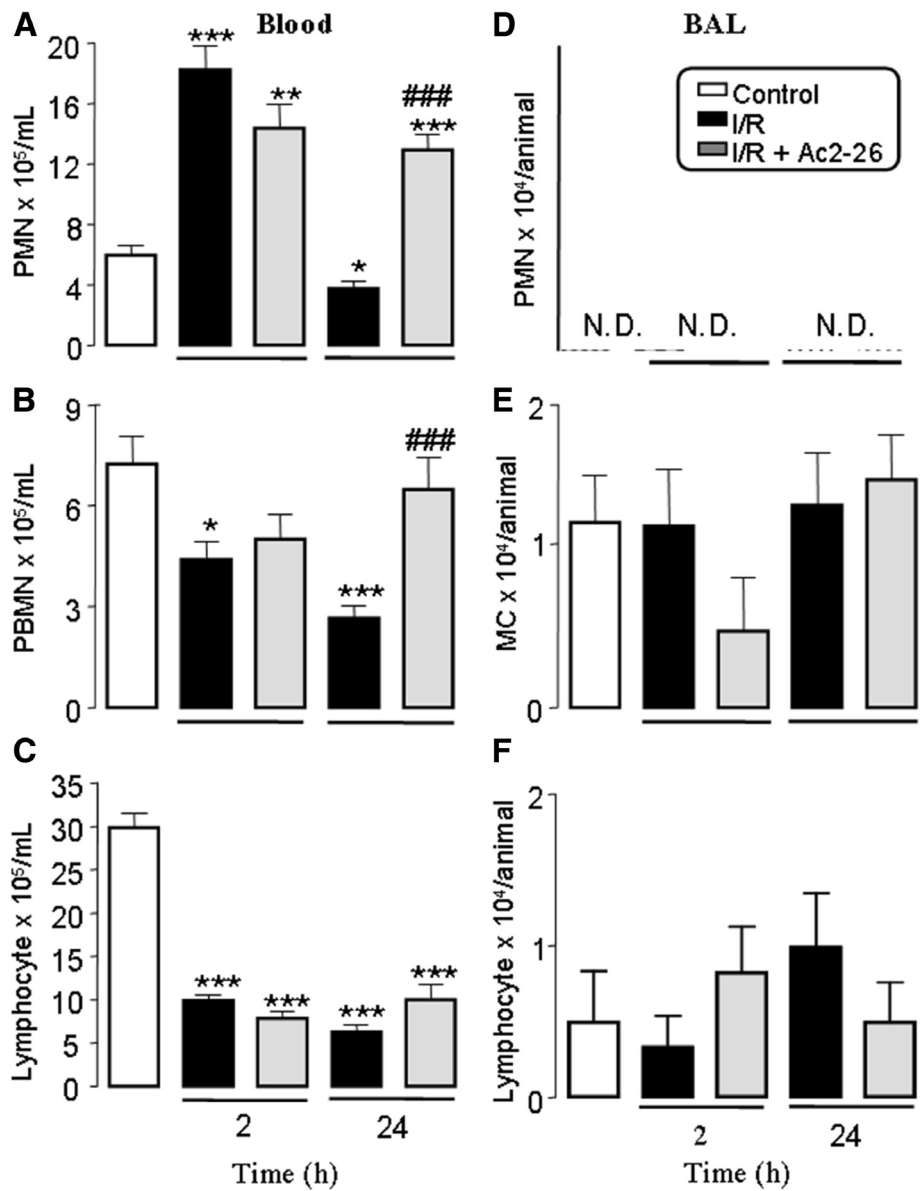 A
Blood
PMN x 10⁵/mL
20
16
12
8
4
0
***
**
*
###
***
B
PBMN x 10⁵/mL
9
6
3
0
*
***
###
C
Lymphocyte x 10⁵/mL
35
30
25
20
15
10
5
0
***
***
***
***
2
24
Time (h)
D
BAL
PMN x 10⁴/animal
Control
I/R
I/R + Ac2-26
N.D.
N.D.
N.D.
E
MC x 10⁴/animal
2
1
0
F
Lymphocyte x 10⁴/animal
2
1
0
2
24
Time (h)